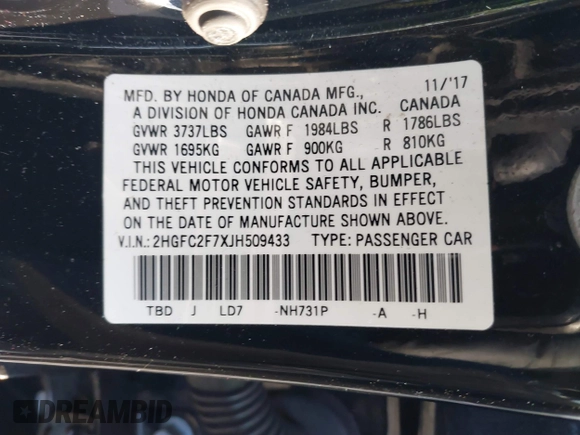 MFD. BY HONDA OF CANADA MFG., 11/'17
A DIVISION OF HONDA CANADA INC. CANADA
GVWR 3737LBS GAWR F 1984LBS R 1786LBS
GVWR 1695KG GAWR F 900KG R 810KG
THIS VEHICLE CONFORMS TO ALL APPLICABLE
FEDERAL MOTOR VEHICLE SAFETY, BUMPER,
AND THEFT PREVENTION STANDARDS IN EFFECT
ON THE DATE OF MANUFACTURE SHOWN ABOVE.
V.I.N.: 2HGFC2F7XJH509433 TYPE: PASSENGER CAR
TBD J LD7 -NH731P -A -H
DREAMBID